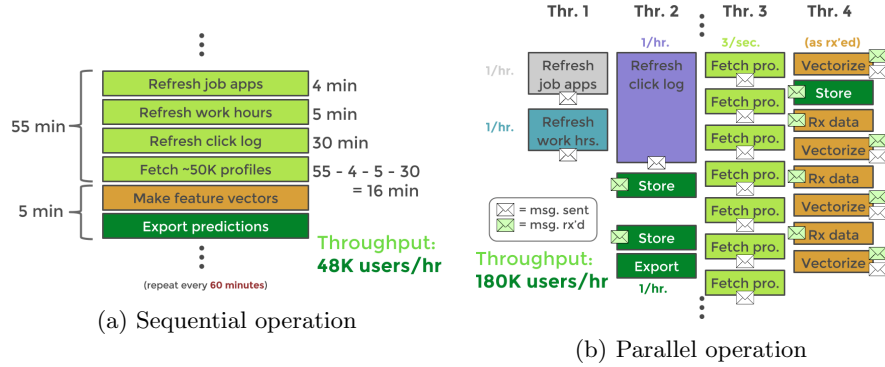 55 min
Refresh job apps
4 min
Refresh work hours
5 min
Refresh click log
30 min
Fetch ~50K profiles
55 - 4 - 5 - 30
= 16 min
5 min
Make feature vectors
Export predictions
Throughput:
48K users/hr
(repeat every 60 minutes)
(a) Sequential operation
Thr. 1
Thr. 2
Thr. 3
Thr. 4
1/hr.
3/sec.
(as rx'ed)
1/hr.
Refresh
job apps
1/hr.
Refresh
work hrs.
Refresh
click log
Store
Store
Export
1/hr.
Fetch pro.
Fetch pro.
Fetch pro.
Fetch pro.
Fetch pro.
Fetch pro.
Fetch pro.
Vectorize
Store
Rx data
Vectorize
Rx data
Vectorize
Rx data
Vectorize
= msg. sent
= msg. rx'd
Throughput:
180K users/hr
(b) Parallel operation